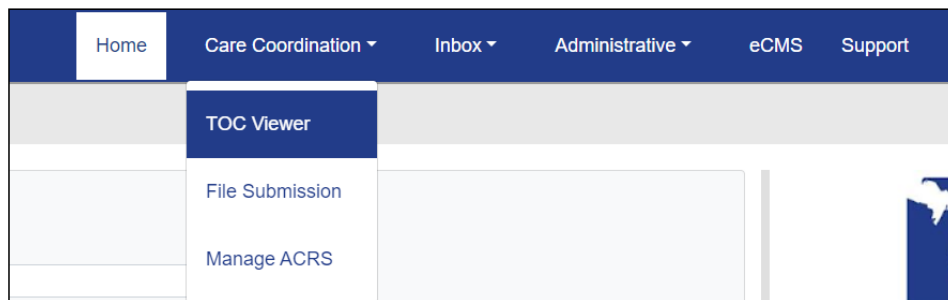 Home Care Coordination Inbox Administrative eCMS Support
TOC Viewer
File Submission
Manage ACRS